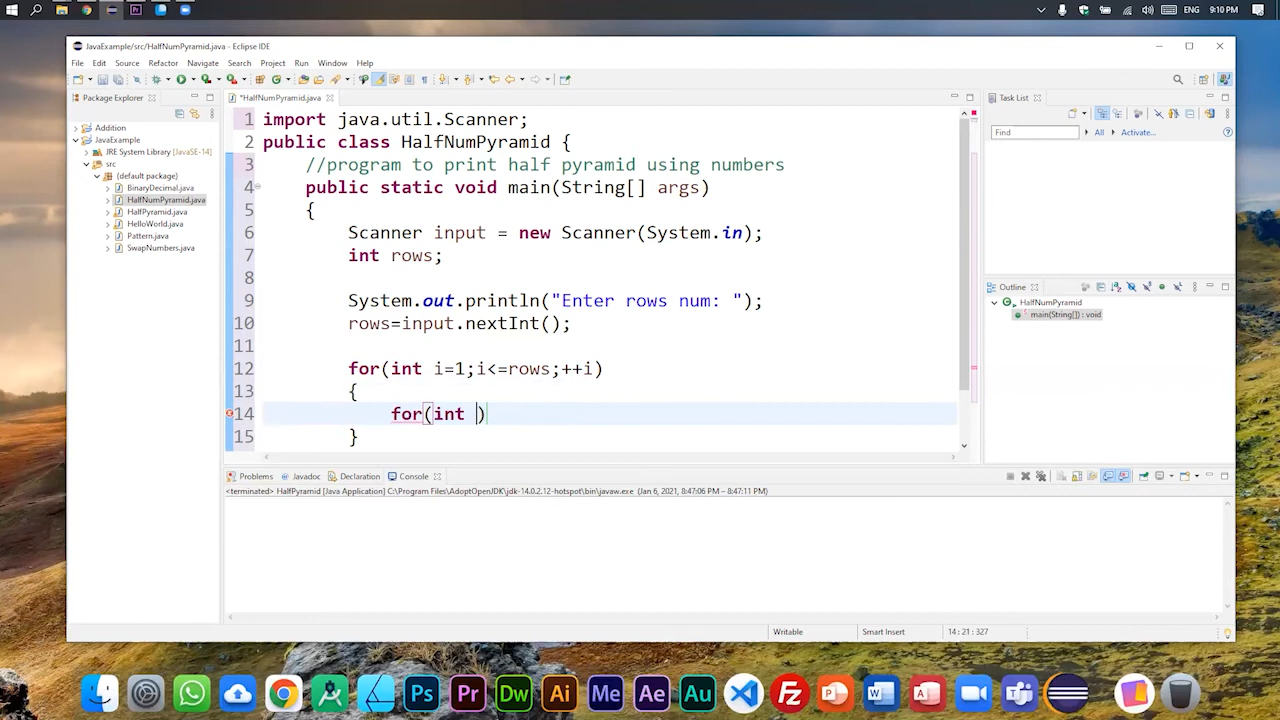 ENG 9:10 PM
JavaExample/src/HalfNumPyramid.java - Eclipse IDE
File Edit Source Refactor Navigate Search Project Run Window Help
Package Explorer
*HalfNumPyramid.java
Task List
Addition
JavaExample
JRE System Library [JavaSE-14]
src
(default package)
BinaryDecimal.java
HalfNumPyramid.java
HalfPyramid.java
HelloWorld.java
Pattern.java
SwapNumbers.java
1 import java.util.Scanner;
2 public class HalfNumPyramid {
3 //program to print half pyramid using numbers
4 public static void main(String[] args)
5 {
6 Scanner input = new Scanner(System.in);
7 int rows;
8
9 System.out.println("Enter rows num: ");
10 rows=input.nextInt();
11
12 for(int i=1;i<=rows;++i)
13 {
14 for(int )
15 }
Find All Activate...
Outline
HalfNumPyramid
main(String[]) : void
Problems Javadoc Declaration Console
<terminated> HalfPyramid [Java Application] C:\Program Files\AdoptOpenJDK\jdk-14.0.2.12-hotspot\bin\javaw.exe (Jan 6, 2021, 8:47:06 PM – 8:47:11 PM)
Writable Smart Insert 14 : 21 : 327
Ps Pr Dw Ai Me Ae Au